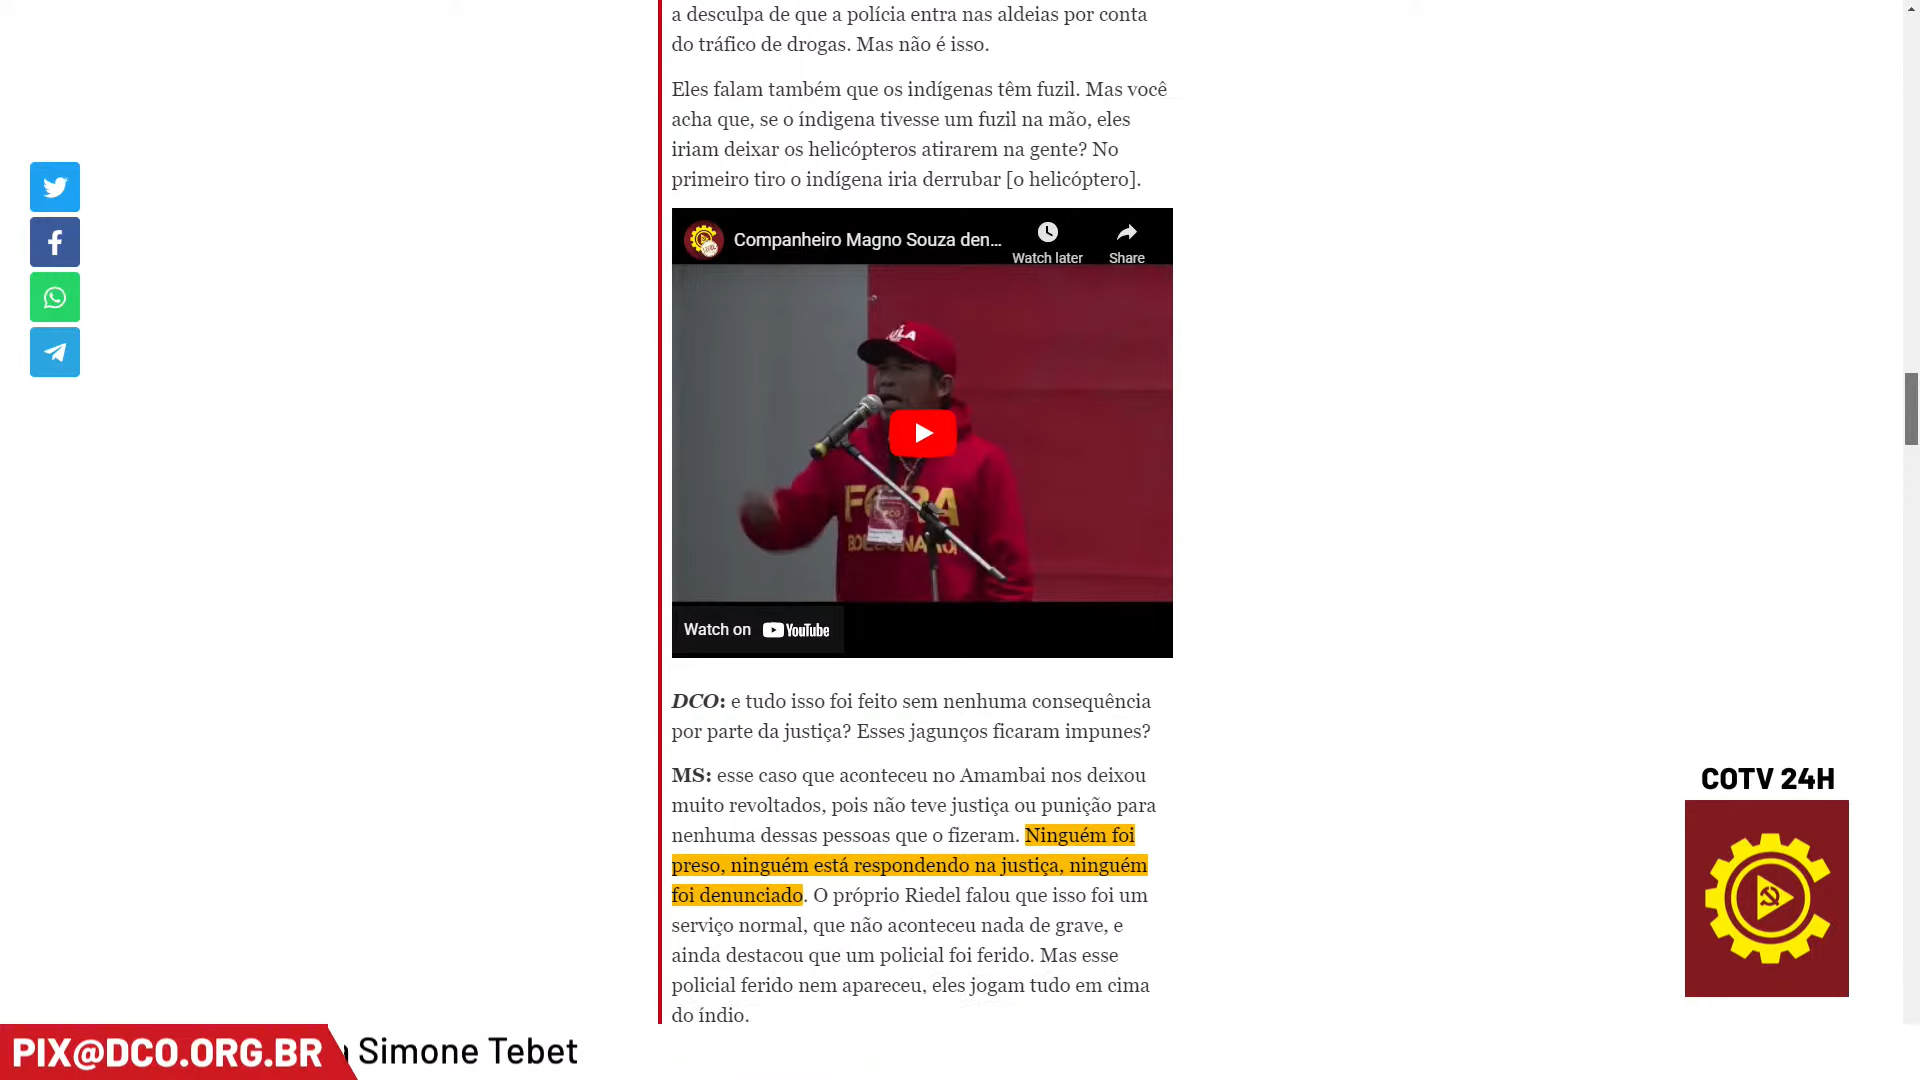 a desculpa de que a polícia entra nas aldeias por conta
do tráfico de drogas. Mas não é isso.
Eles falam também que os indígenas têm fuzil. Mas você
acha que, se o índigena tivesse um fuzil na mão, eles
iriam deixar os helicópteros atirarem na gente? No
primeiro tiro o indígena iria derrubar [o helicóptero].
Companheiro Magno Souza den...
Watch later
Share
FORA
BOLSONARO!
Watch on YouTube
DCO: e tudo isso foi feito sem nenhuma consequência
por parte da justiça? Esses jagunços ficaram impunes?
MS: esse caso que aconteceu no Amambai nos deixou
muito revoltados, pois não teve justiça ou punição para
nenhuma dessas pessoas que o fizeram. Ninguém foi
preso, ninguém está respondendo na justiça, ninguém
foi denunciado. O próprio Riedel falou que isso foi um
serviço normal, que não aconteceu nada de grave, e
ainda destacou que um policial foi ferido. Mas esse
policial ferido nem apareceu, eles jogam tudo em cima
do índio.
COTV 24H
PIX@DCO.ORG.BR
Simone Tebet